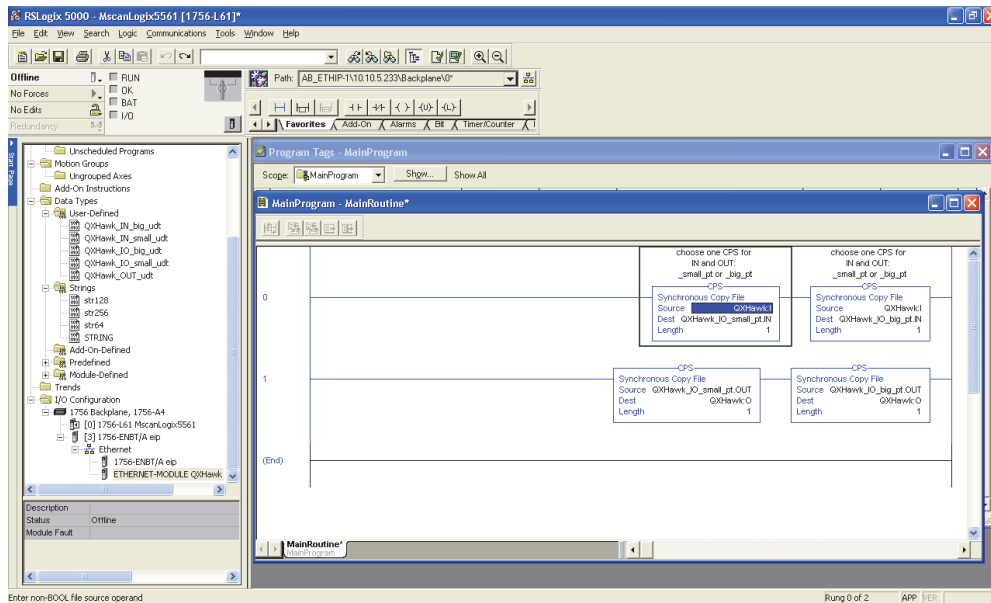 RSLogix 5000 - MscanLogix5561 [1756-L61]*
File Edit View Search Logic Communications Tools Window Help
Offline RUN
No Forces OK
BAT
No Edits I/O
Redundancy
Path: AB_ETHIP-1\10.10.5.233\Backplane\0*
Favorites Add-On Alarms Bit Timer/Counter
Start Page
Unscheduled Programs
Motion Groups
Ungrouped Axes
Add-On Instructions
Data Types
User-Defined
QXHawk_IN_big_udt
QXHawk_IN_small_udt
QXHawk_IO_big_udt
QXHawk_IO_small_udt
QXHawk_OUT_udt
Strings
str128
str256
str64
STRING
Add-On-Defined
Predefined
Module-Defined
Trends
I/O Configuration
1756 Backplane, 1756-A4
[0] 1756-L61 MscanLogix5561
[3] 1756-ENBT/A eip
Ethernet
1756-ENBT/A eip
ETHERNET-MODULE QXHawk
Description
Status Offline
Module Fault
Program Tags - MainProgram
Scope: MainProgram Show... Show All
MainProgram - MainRoutine*
choose one CPS for
IN and OUT:
_small_pt or _big_pt
CPS
Synchronous Copy File
Source QXHawk:I
Dest QXHawk_IO_small_pt.IN
Length 1
choose one CPS for
IN and OUT:
_small_pt or _big_pt
CPS
Synchronous Copy File
Source QXHawk:I
Dest QXHawk_IO_big_pt.IN
Length 1
0
1
CPS
Synchronous Copy File
Source QXHawk_IO_small_pt.OUT
Dest QXHawk:O
Length 1
CPS
Synchronous Copy File
Source QXHawk_IO_big_pt.OUT
Dest QXHawk:O
Length 1
(End)
MainRoutine*
MainProgram
Enter non-BOOL file source operand
Rung 0 of 2 APP VER